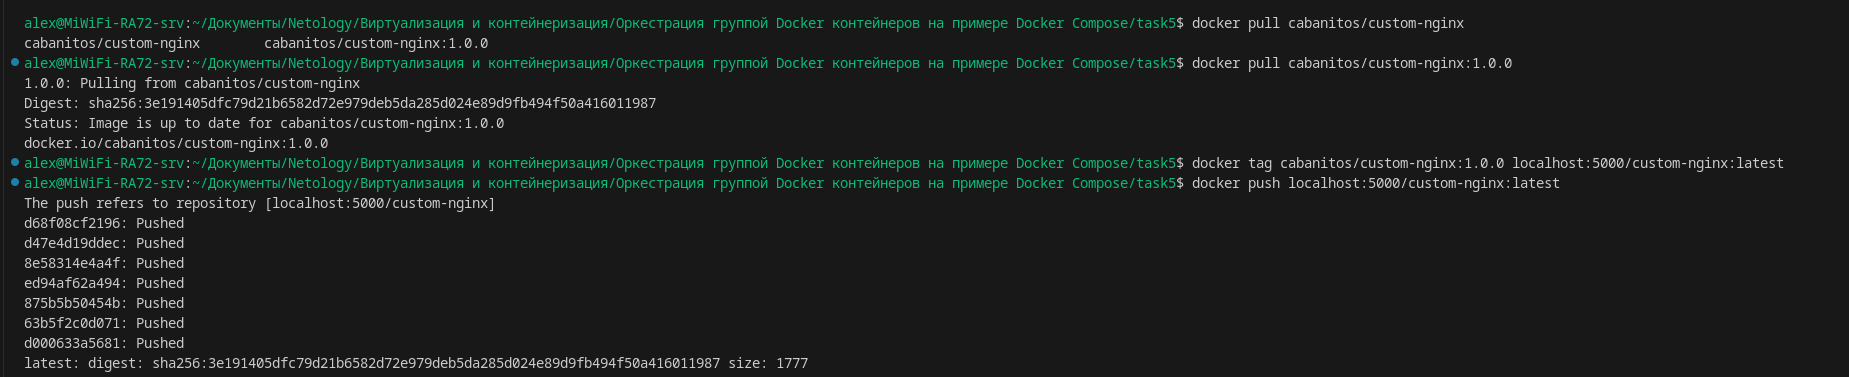 alex@MiWiFi-RA72-srv:~/Документы/Netology/Виртуализация и контейнеризация/Оркестрация группой Docker контейнеров на примере Docker Compose/task5$ docker pull cabanitos/custom-nginx
cabanitos/custom-nginx        cabanitos/custom-nginx:1.0.0
alex@MiWiFi-RA72-srv:~/Документы/Netology/Виртуализация и контейнеризация/Оркестрация группой Docker контейнеров на примере Docker Compose/task5$ docker pull cabanitos/custom-nginx:1.0.0
1.0.0: Pulling from cabanitos/custom-nginx
Digest: sha256:3e191405dfc79d21b6582d72e979deb5da285d024e89d9fb494f50a416011987
Status: Image is up to date for cabanitos/custom-nginx:1.0.0
docker.io/cabanitos/custom-nginx:1.0.0
alex@MiWiFi-RA72-srv:~/Документы/Netology/Виртуализация и контейнеризация/Оркестрация группой Docker контейнеров на примере Docker Compose/task5$ docker tag cabanitos/custom-nginx:1.0.0 localhost:5000/custom-nginx:latest
alex@MiWiFi-RA72-srv:~/Документы/Netology/Виртуализация и контейнеризация/Оркестрация группой Docker контейнеров на примере Docker Compose/task5$ docker push localhost:5000/custom-nginx:latest
The push refers to repository [localhost:5000/custom-nginx]
d68f08cf2196: Pushed
d47e4d19ddec: Pushed
8e58314e4a4f: Pushed
ed94af62a494: Pushed
875b5b50454b: Pushed
63b5f2c0d071: Pushed
d000633a5681: Pushed
latest: digest: sha256:3e191405dfc79d21b6582d72e979deb5da285d024e89d9fb494f50a416011987 size: 1777